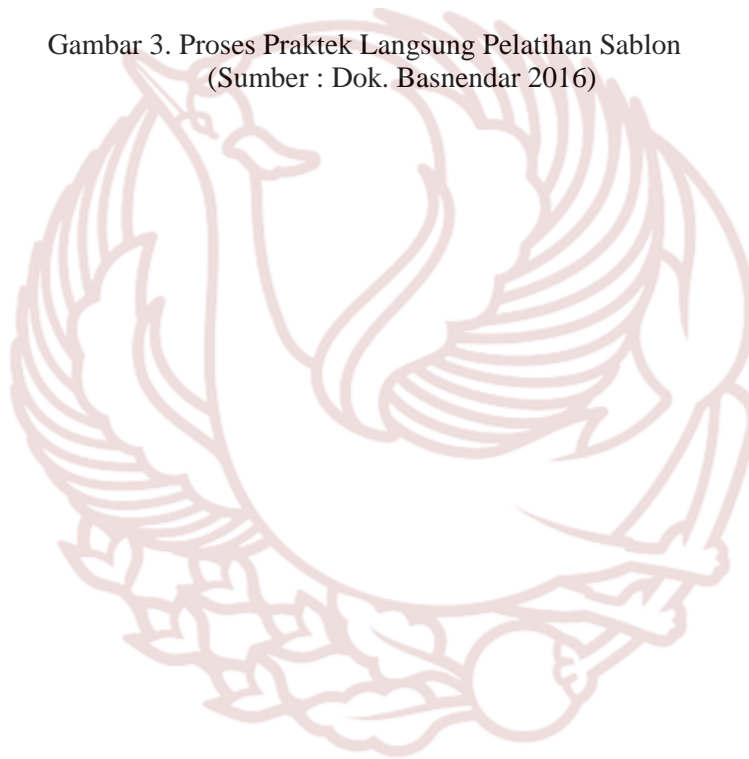 Gambar 3. Proses Praktek Langsung Pelatihan Sablon
(Sumber : Dok. Basnendar 2016)